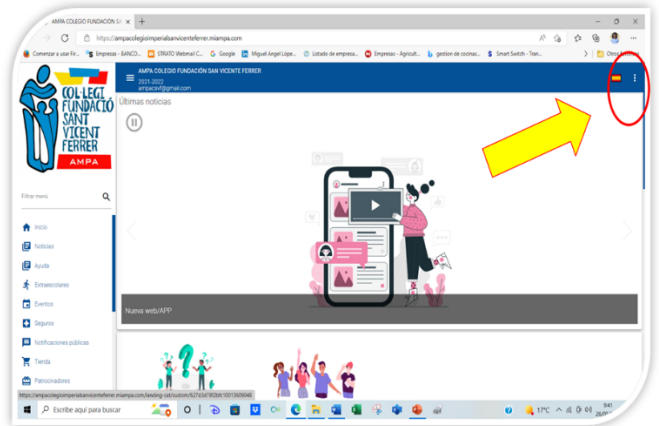 AMPA COLEGIO FUNDACIÓN S
https://ampacolegioimperialsanvicenteferrer.miampa.com
Comenzar a usar Fir...
Empresas - BANCO...
STRATO Webmail C...
Google
Miguel Angel López...
Listado de empresa...
Empresas - Agricult...
gestion de cocinas...
Smart Switch - Tran...
Otros
COL·LEGI
FUNDACIÓ
SANT
VICENT
FERRER
AMPA
AMPA COLEGIO FUNDACIÓN SAN VICENTE FERRER
2021-2022
ampacsvf@gmail.com
Últimas noticias
Filtrar menú
Inicio
Noticias
Ayuda
Extraescolares
Eventos
Seguros
Notificaciones públicas
Tienda
Patrocinadores
Nueva web/APP
Escribe aquí para buscar
17°C
9:41